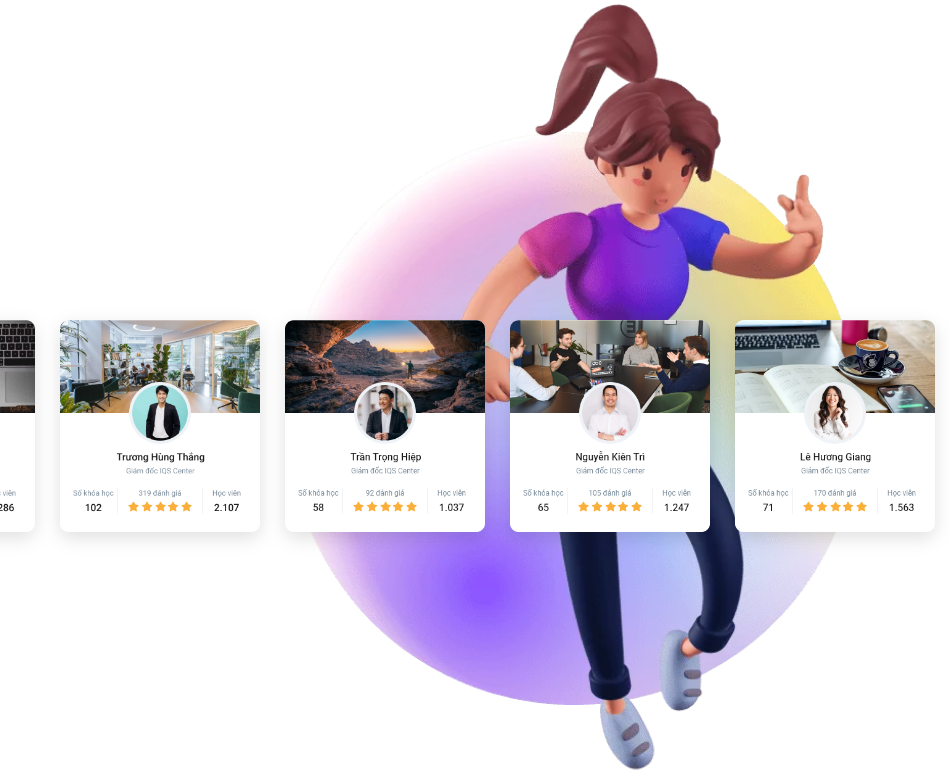 viên
286
Trương Hùng Thắng
Giám đốc IQS Center
Số khóa học
319 đánh giá
Học viên
102
2.107
Trần Trọng Hiệp
Giám đốc IQS Center
Số khóa học
92 đánh giá
Học viên
58
1.037
Nguyễn Kiên Trì
Giám đốc IQS Center
Số khóa học
105 đánh giá
Học viên
65
1.247
Lê Hương Giang
Giám đốc IQS Center
Số khóa học
170 đánh giá
Học viên
71
1.563